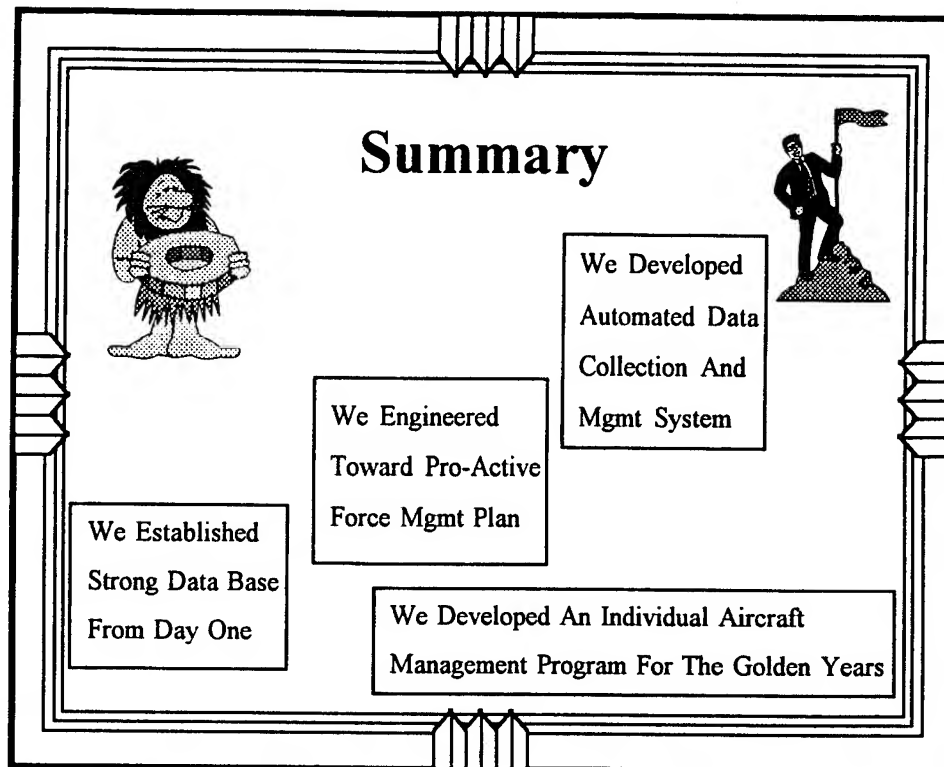 Summary
We Developed
Automated Data
Collection And
Mgmt System
We Engineered
Toward Pro-Active
Force Mgmt Plan
We Established
Strong Data Base
From Day One
We Developed An Individual Aircraft
Management Program For The Golden Years